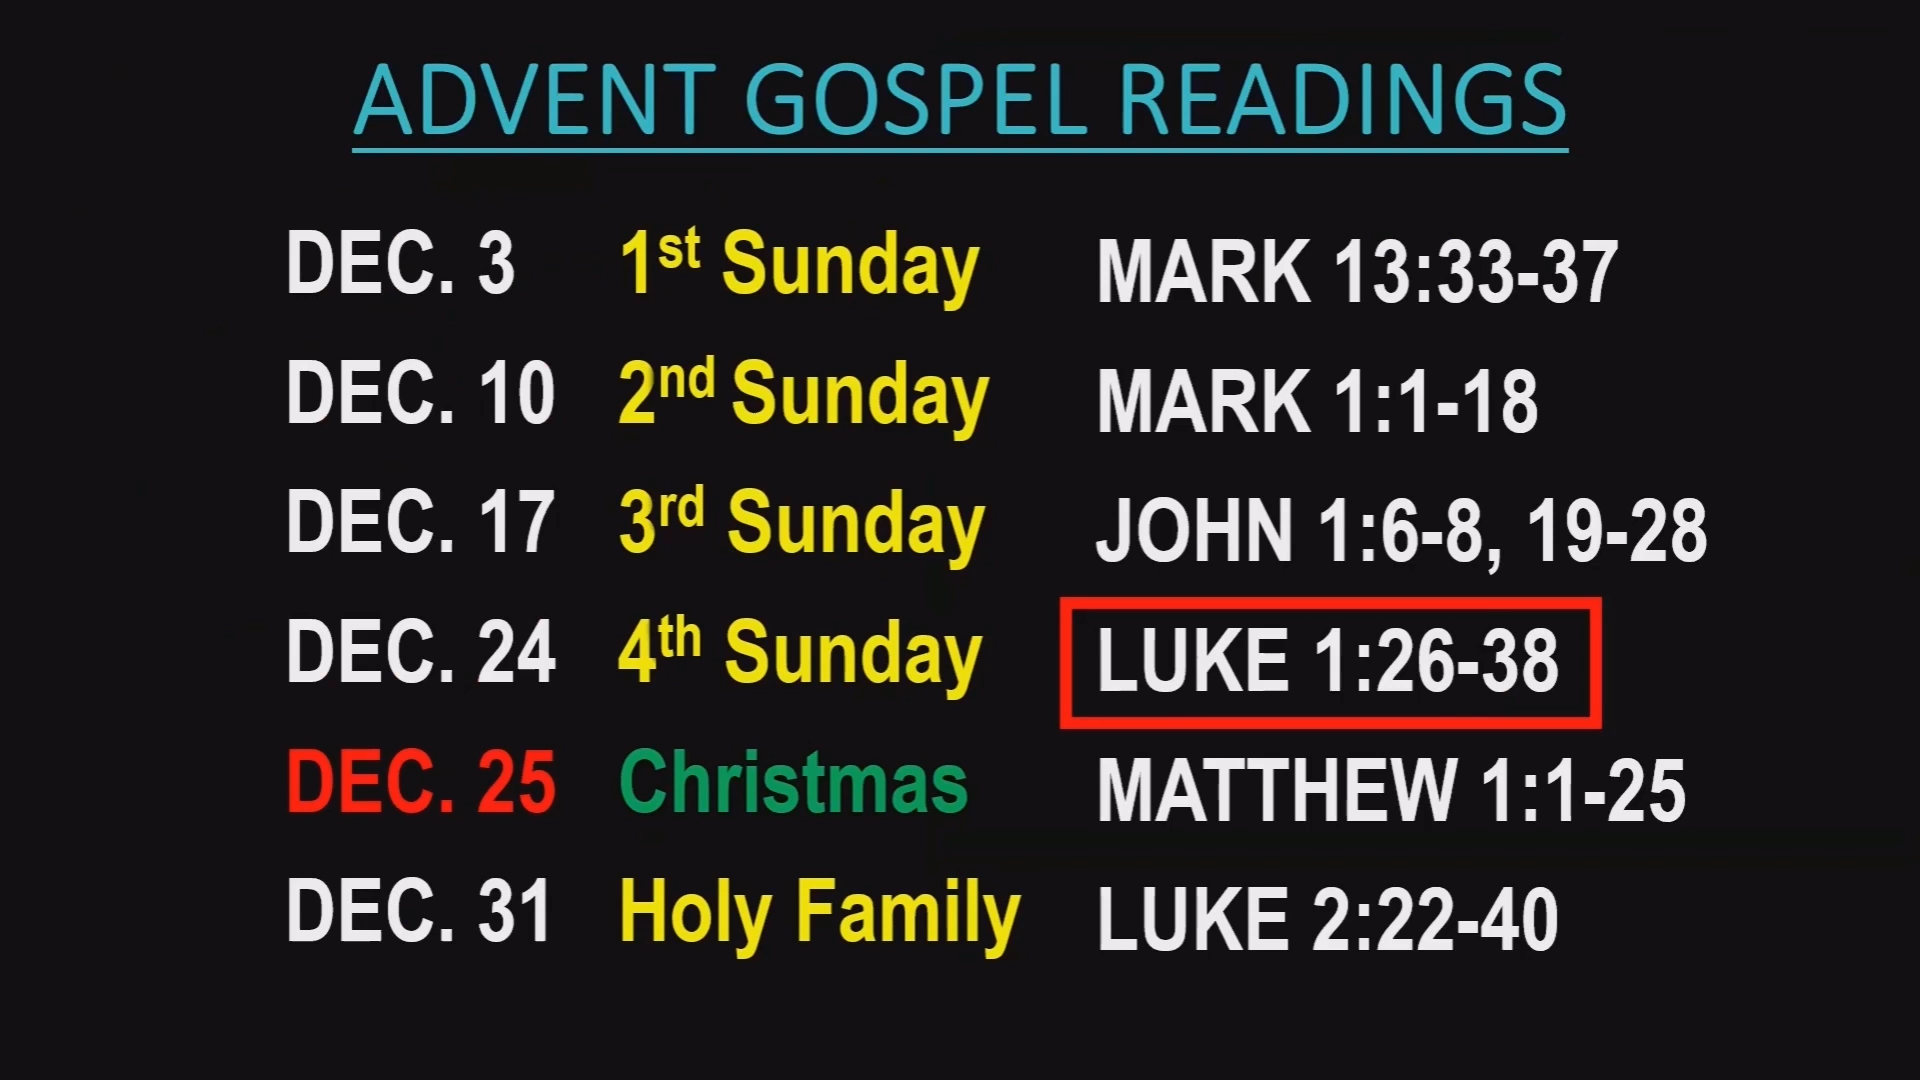 ADVENT GOSPEL READINGS
DEC. 3 1st Sunday MARK 13:33-37
DEC. 10 2nd Sunday MARK 1:1-18
DEC. 17 3rd Sunday JOHN 1:6-8, 19-28
DEC. 24 4th Sunday LUKE 1:26-38
DEC. 25 Christmas MATTHEW 1:1-25
DEC. 31 Holy Family LUKE 2:22-40